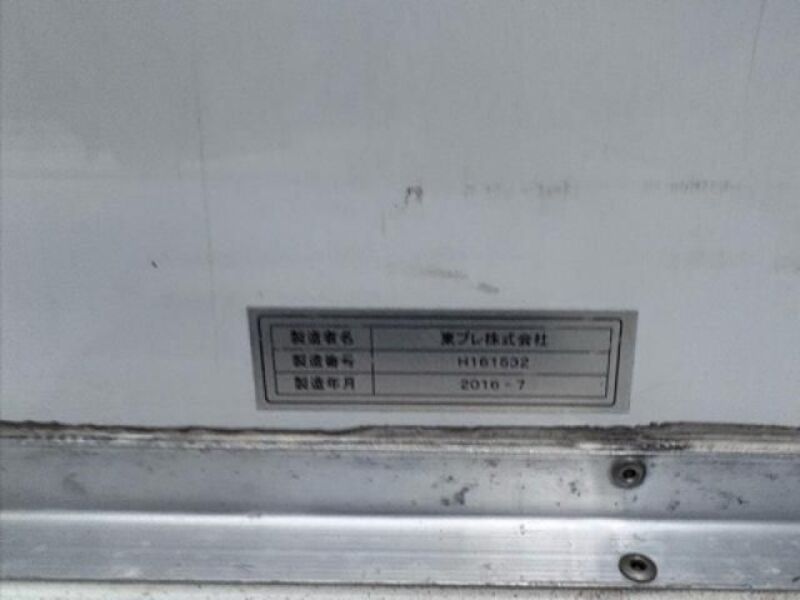 製造者名 東プレ株式会社
製造番号 H161532
製造年月 2016-7